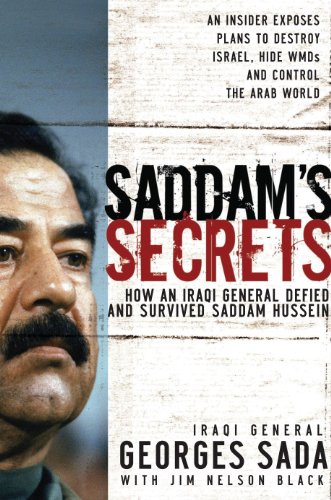 AN INSIDER EXPOSES
PLANS TO DESTROY
ISRAEL, HIDE WMDs
AND CONTROL
THE ARAB WORLD
SADDAM'S
SECRETS
HOW AN IRAQI GENERAL DEFIED
AND SURVIVED SADDAM HUSSEIN
IRAQI GENERAL
GEORGES SADA
WITH JIM NELSON BLACK